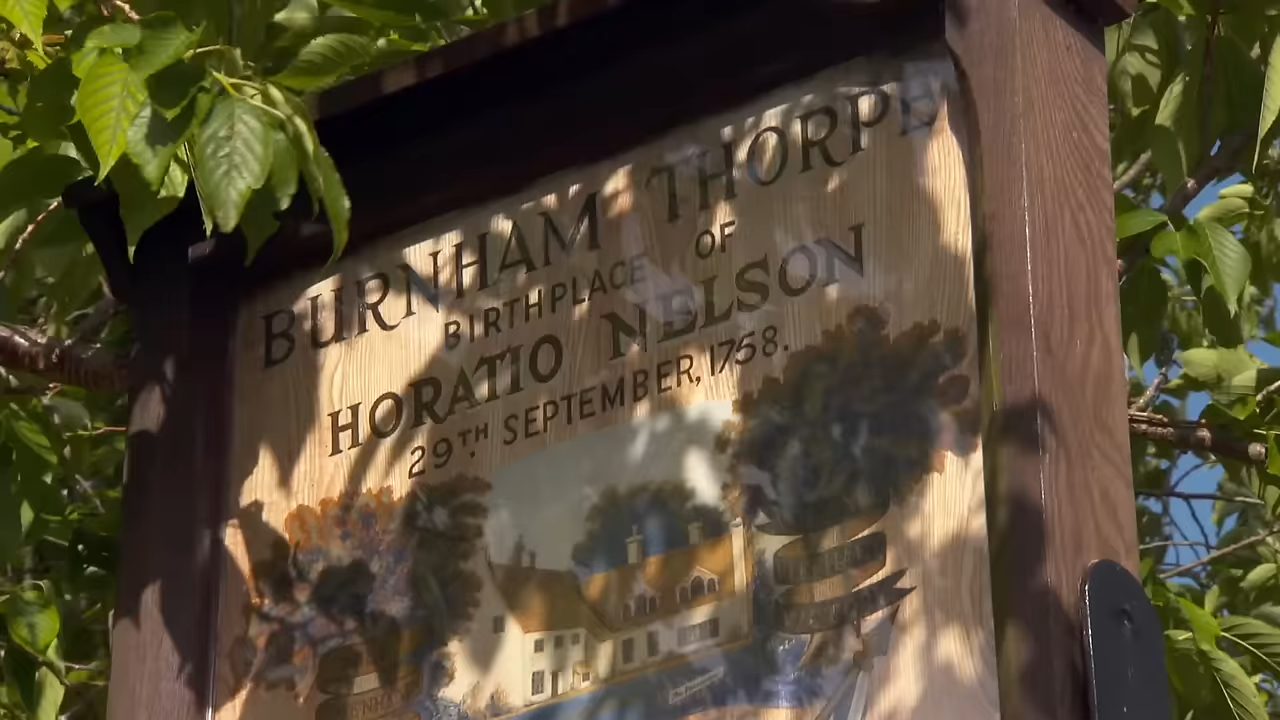 BURNHAM THORPE
BIRTHPLACE OF
HORATIO NELSON
29TH SEPTEMBER, 1758.